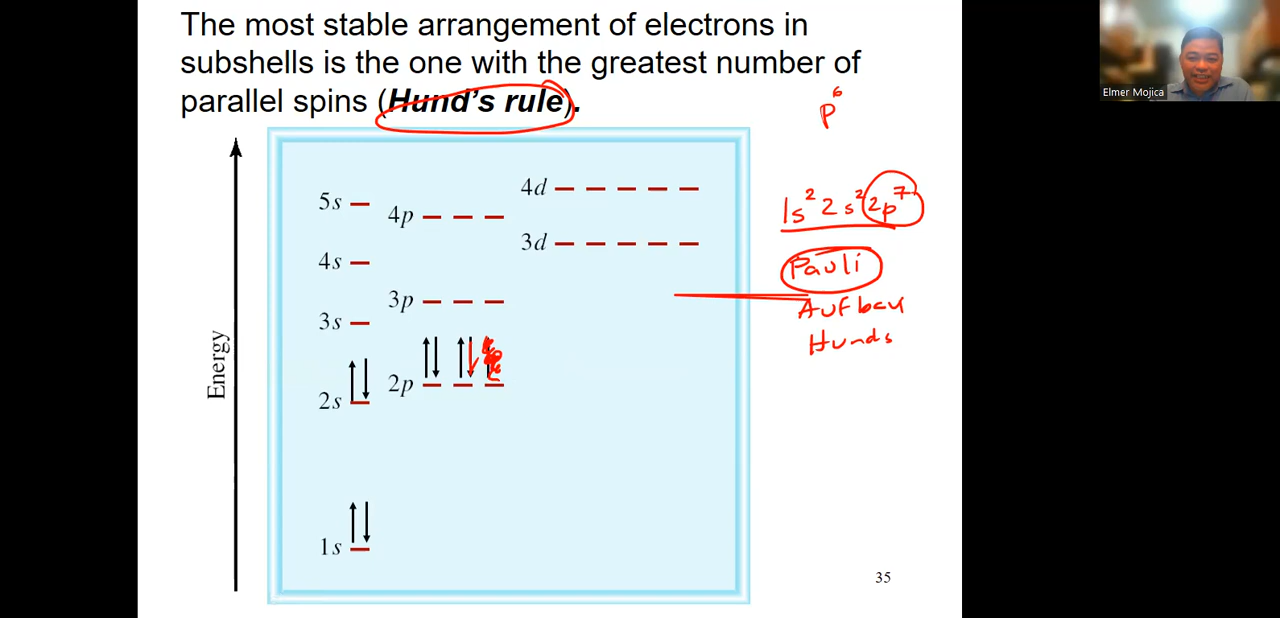 The most stable arrangement of electrons in
subshells is the one with the greatest number of
parallel spins (Hund's rule).
Elmer Mojica
p⁶
1s² 2s² 2p⁷
Pauli
Aufbau
Hunds
Energy
5s
4p
4d
4s
3d
3p
3s
2p
2s
1s
35